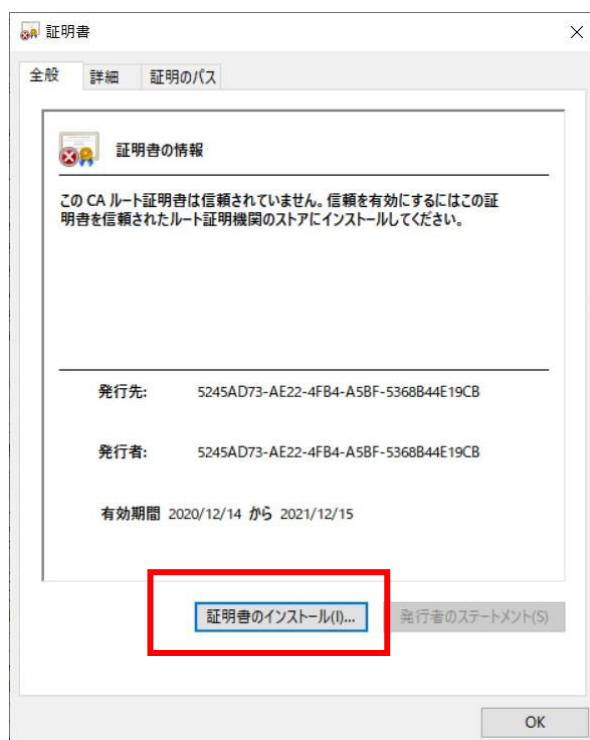 証明書
全般 詳細 証明のパス
証明書の情報
この CA ルート証明書は信頼されていません。信頼を有効にするにはこの証
明書を信頼されたルート証明機関のストアにインストールしてください。
発行先: 5245AD73-AE22-4FB4-A5BF-5368B44E19CB
発行者: 5245AD73-AE22-4FB4-A5BF-5368B44E19CB
有効期間 2020/12/14 から 2021/12/15
証明書のインストール(I)... 発行者のステートメント(S)
OK